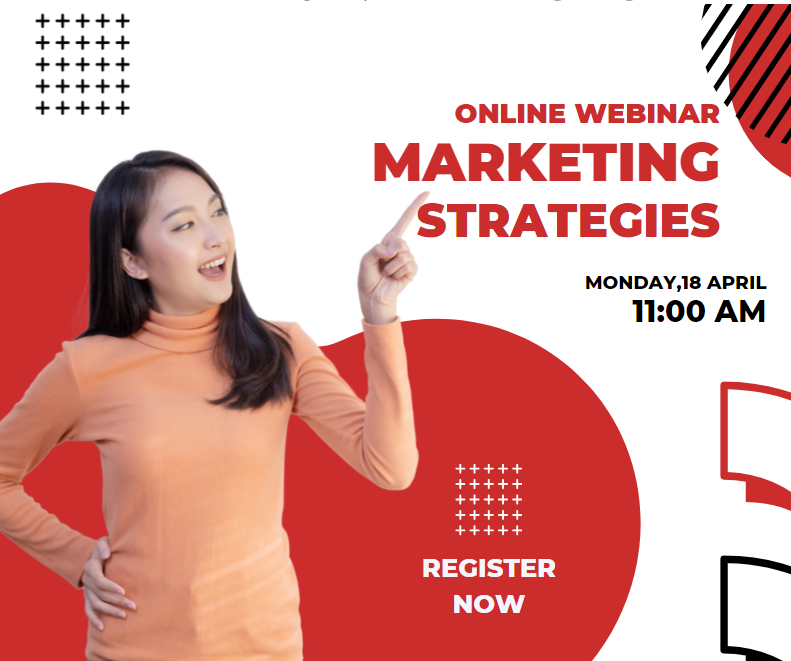 ONLINE WEBINAR
MARKETING
STRATEGIES
MONDAY,18 APRIL
11:00 AM
REGISTER
NOW